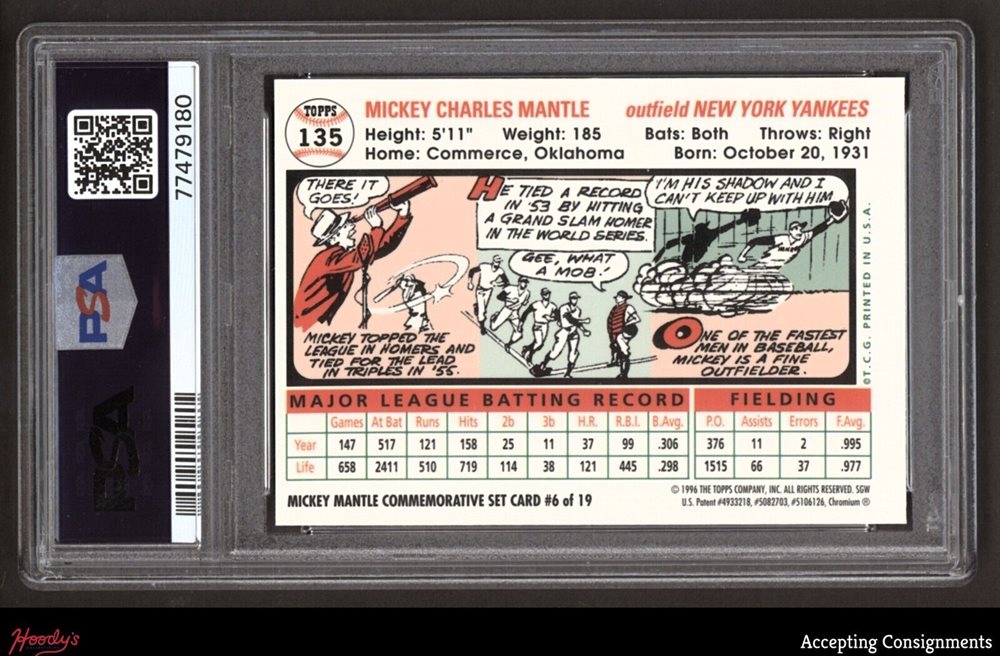 77479180
PSA
PSA
TOPPS
135
MICKEY CHARLES MANTLE outfield NEW YORK YANKEES
Height: 5'11" Weight: 185 Bats: Both Throws: Right
Home: Commerce, Oklahoma Born: October 20, 1931
THERE IT
GOES!
MICKEY TOPPED THE
LEAGUE IN HOMERS AND
TIED FOR THE LEAD
IN TRIPLES IN '55.
HE TIED A RECORD
IN '53 BY HITTING
A GRAND SLAM HOMER
IN THE WORLD SERIES.
GEE, WHAT
A MOB!
I'M HIS SHADOW AND I
CAN'T KEEP UP WITH HIM
ONE OF THE FASTEST
MEN IN BASEBALL,
MICKEY IS A FINE
OUTFIELDER.
©T.C.G. PRINTED IN U.S.A.
MAJOR LEAGUE BATTING RECORD FIELDING
Games At Bat Runs Hits 2b 3b H.R. R.B.I. B.Avg. P.O. Assists Errors F.Avg.
Year 147 517 121 158 25 11 37 99 .306 376 11 2 .995
Life 658 2411 510 719 114 38 121 445 .298 1515 66 37 .977
© 1996 THE TOPPS COMPANY, INC. ALL RIGHTS RESERVED. SGW
MICKEY MANTLE COMMEMORATIVE SET CARD #6 of 19 U.S. Patent #4933218, #5082703, #5106126, Chromium ®
Hoody's
Accepting Consignments